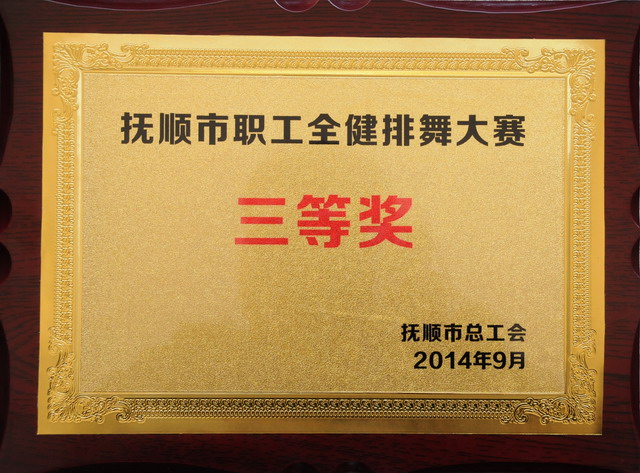 抚顺市职工全健排舞大赛
三等奖
抚顺市总工会
2014年9月